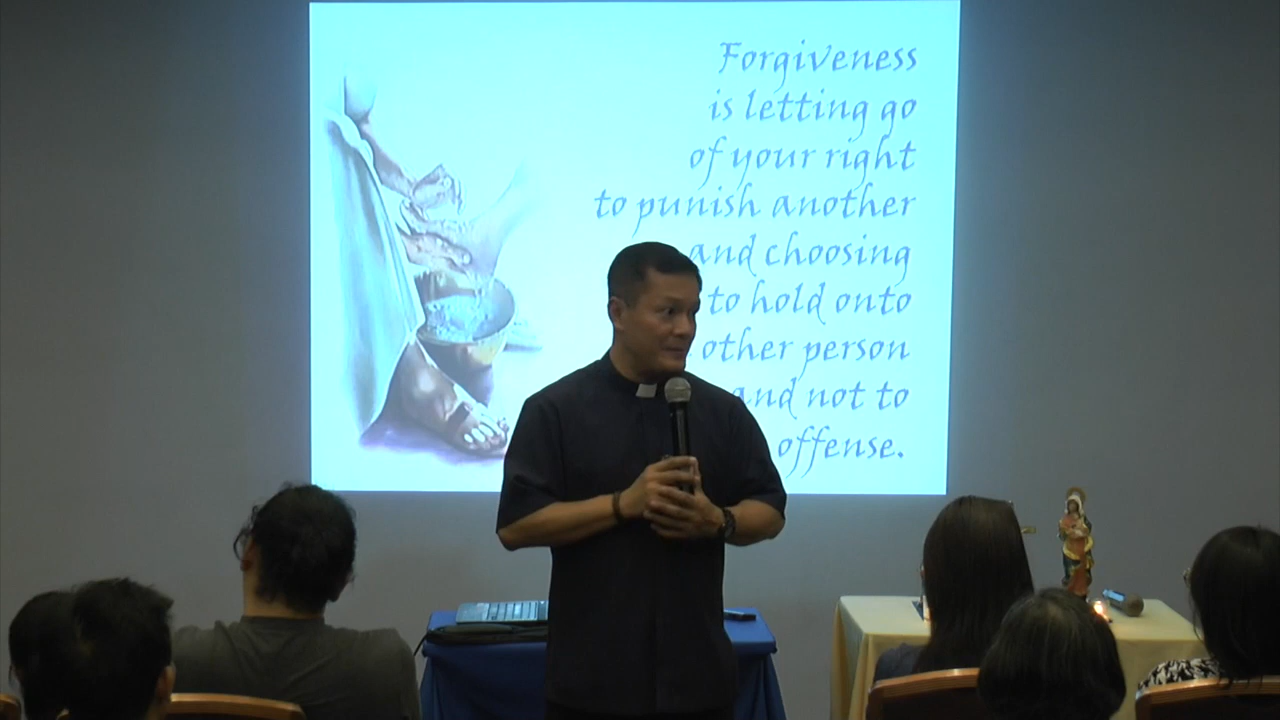 Forgiveness
is letting go
of your right
to punish another
and choosing
to hold onto
other person
and not to
offense.